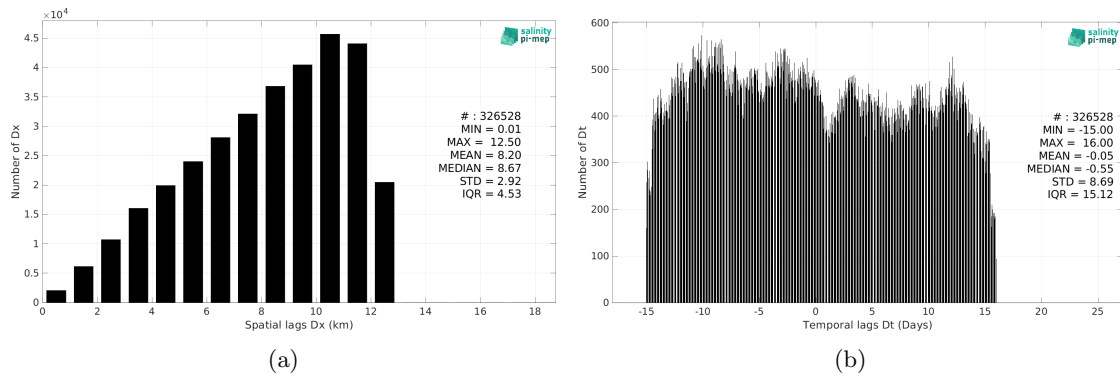 ×10⁴
4.5
4
3.5
3
2.5
2
1.5
1
0.5
0
Number of Dx
0 2 4 6 8 10 12 14 16 18
Spatial lags Dx (km)
salinity
pi-mep
# : 326528
MIN = 0.01
MAX = 12.50
MEAN = 8.20
MEDIAN = 8.67
STD = 2.92
IQR = 4.53
(a)
600
500
400
300
200
100
0
Number of Dt
-15 -10 -5 0 5 10 15 20 25
Temporal lags Dt (Days)
salinity
pi-mep
# : 326528
MIN = -15.00
MAX = 16.00
MEAN = -0.05
MEDIAN = -0.55
STD = 8.69
IQR = 15.12
(b)